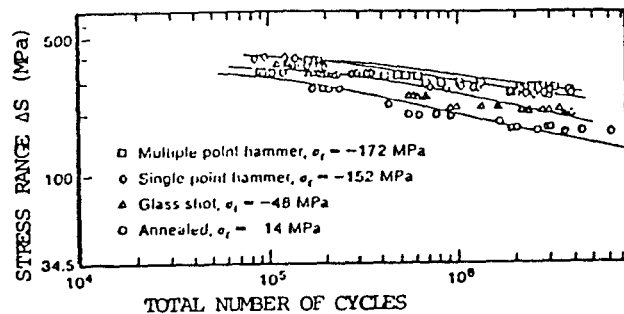 STRESS RANGE ΔS (MPa)
500
100
34.5
□ Multiple point hammer, σr = −172 MPa
◇ Single point hammer, σr = −152 MPa
△ Glass shot, σr = −48 MPa
○ Annealed, σr = 14 MPa
10⁴
10⁵
10⁶
TOTAL NUMBER OF CYCLES